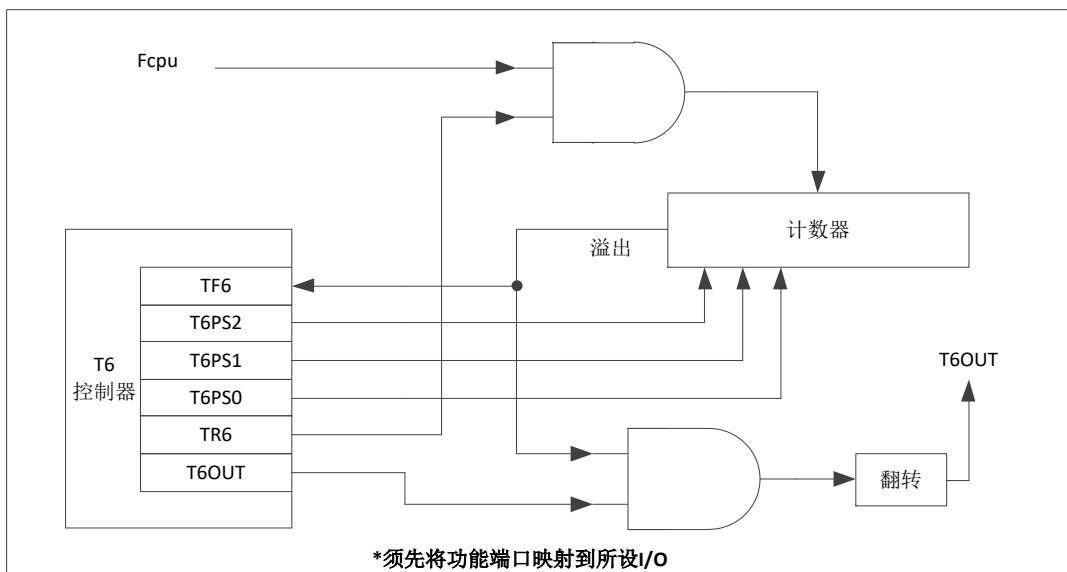 Fcpu
计数器
溢出
TF6
T6PS2
T6PS1
T6PS0
TR6
T6OUT
T6
控制器
T6OUT
翻转
*须先将功能端口映射到所设I/O